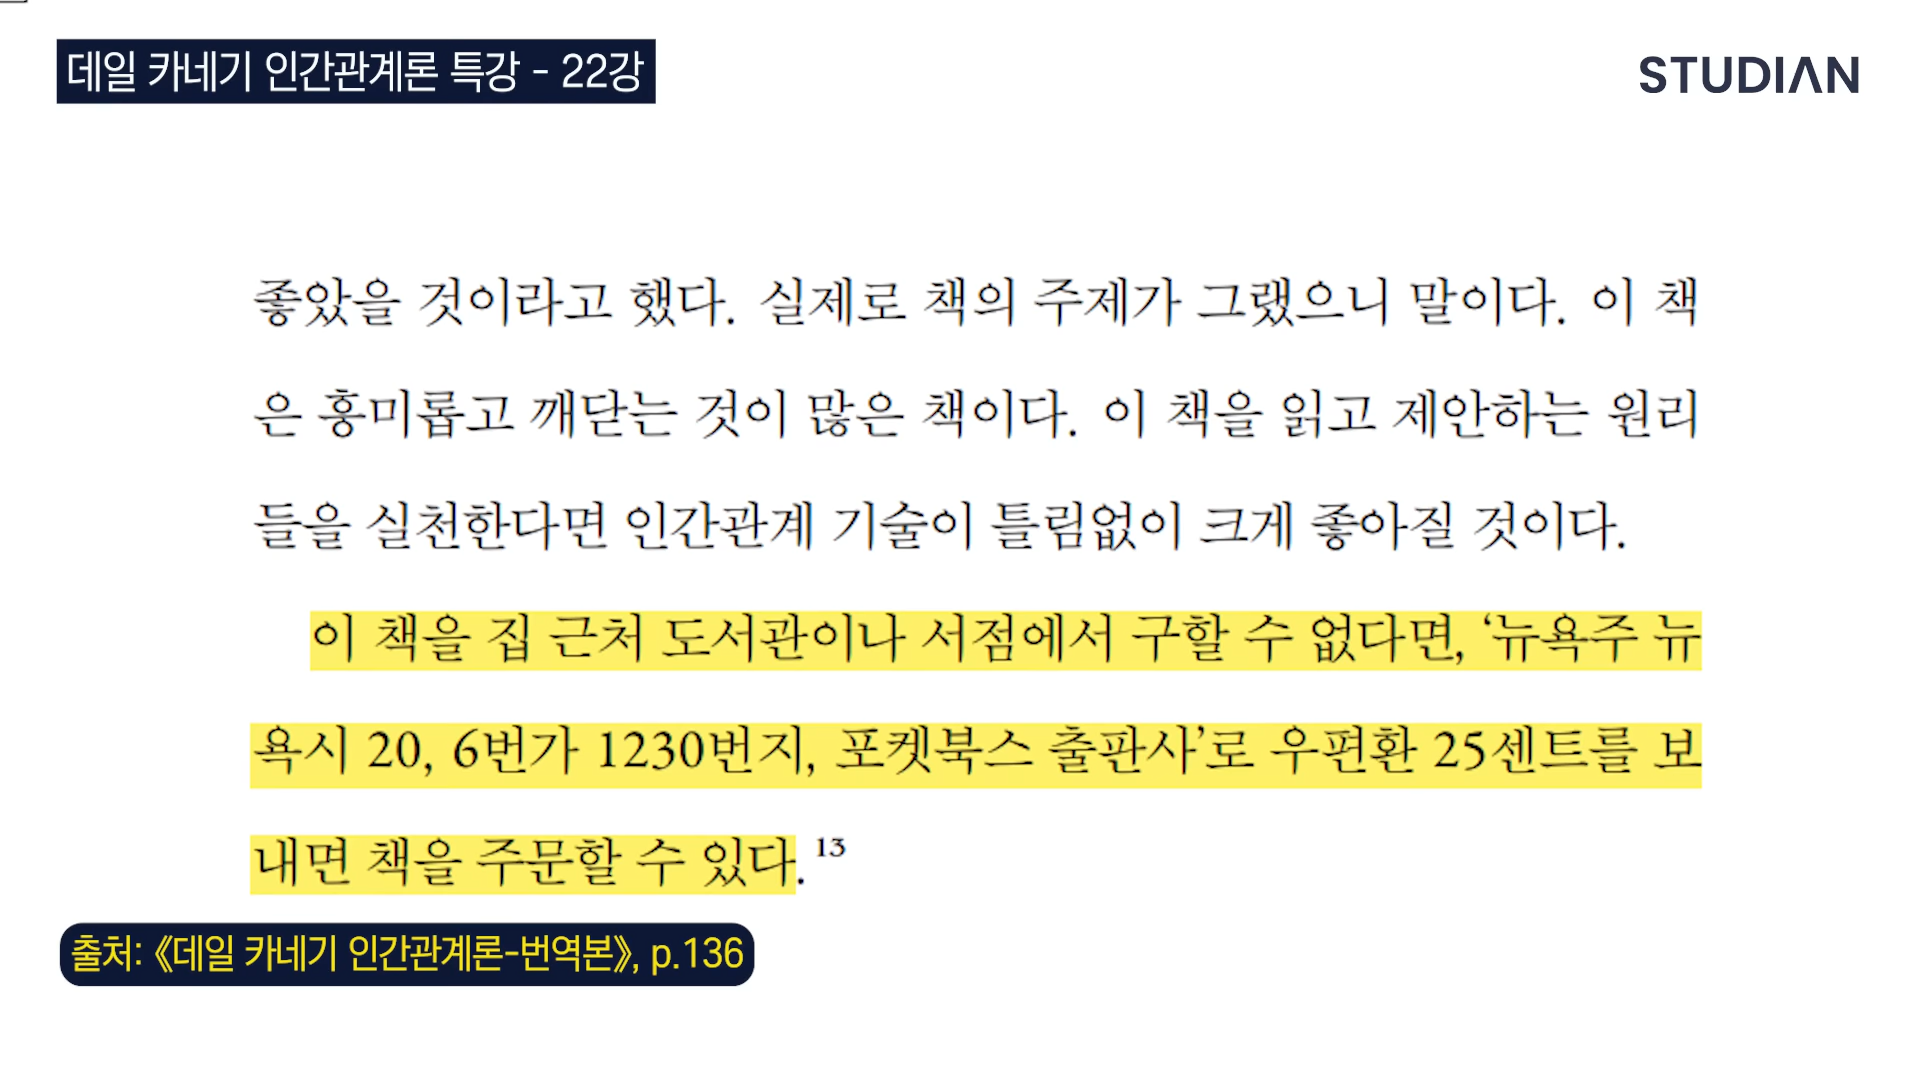 데일 카네기 인간관계론 특강 - 22강
STUDIAN
좋았을 것이라고 했다. 실제로 책의 주제가 그랬으니 말이다. 이 책
은 흥미롭고 깨닫는 것이 많은 책이다. 이 책을 읽고 제안하는 원리
들을 실천한다면 인간관계 기술이 틀림없이 크게 좋아질 것이다.
이 책을 집 근처 도서관이나 서점에서 구할 수 없다면, ‘뉴욕주 뉴
욕시 20, 6번가 1230번지, 포켓북스 출판사’로 우편환 25센트를 보
내면 책을 주문할 수 있다.13
출처: 《데일 카네기 인간관계론-번역본》, p.136